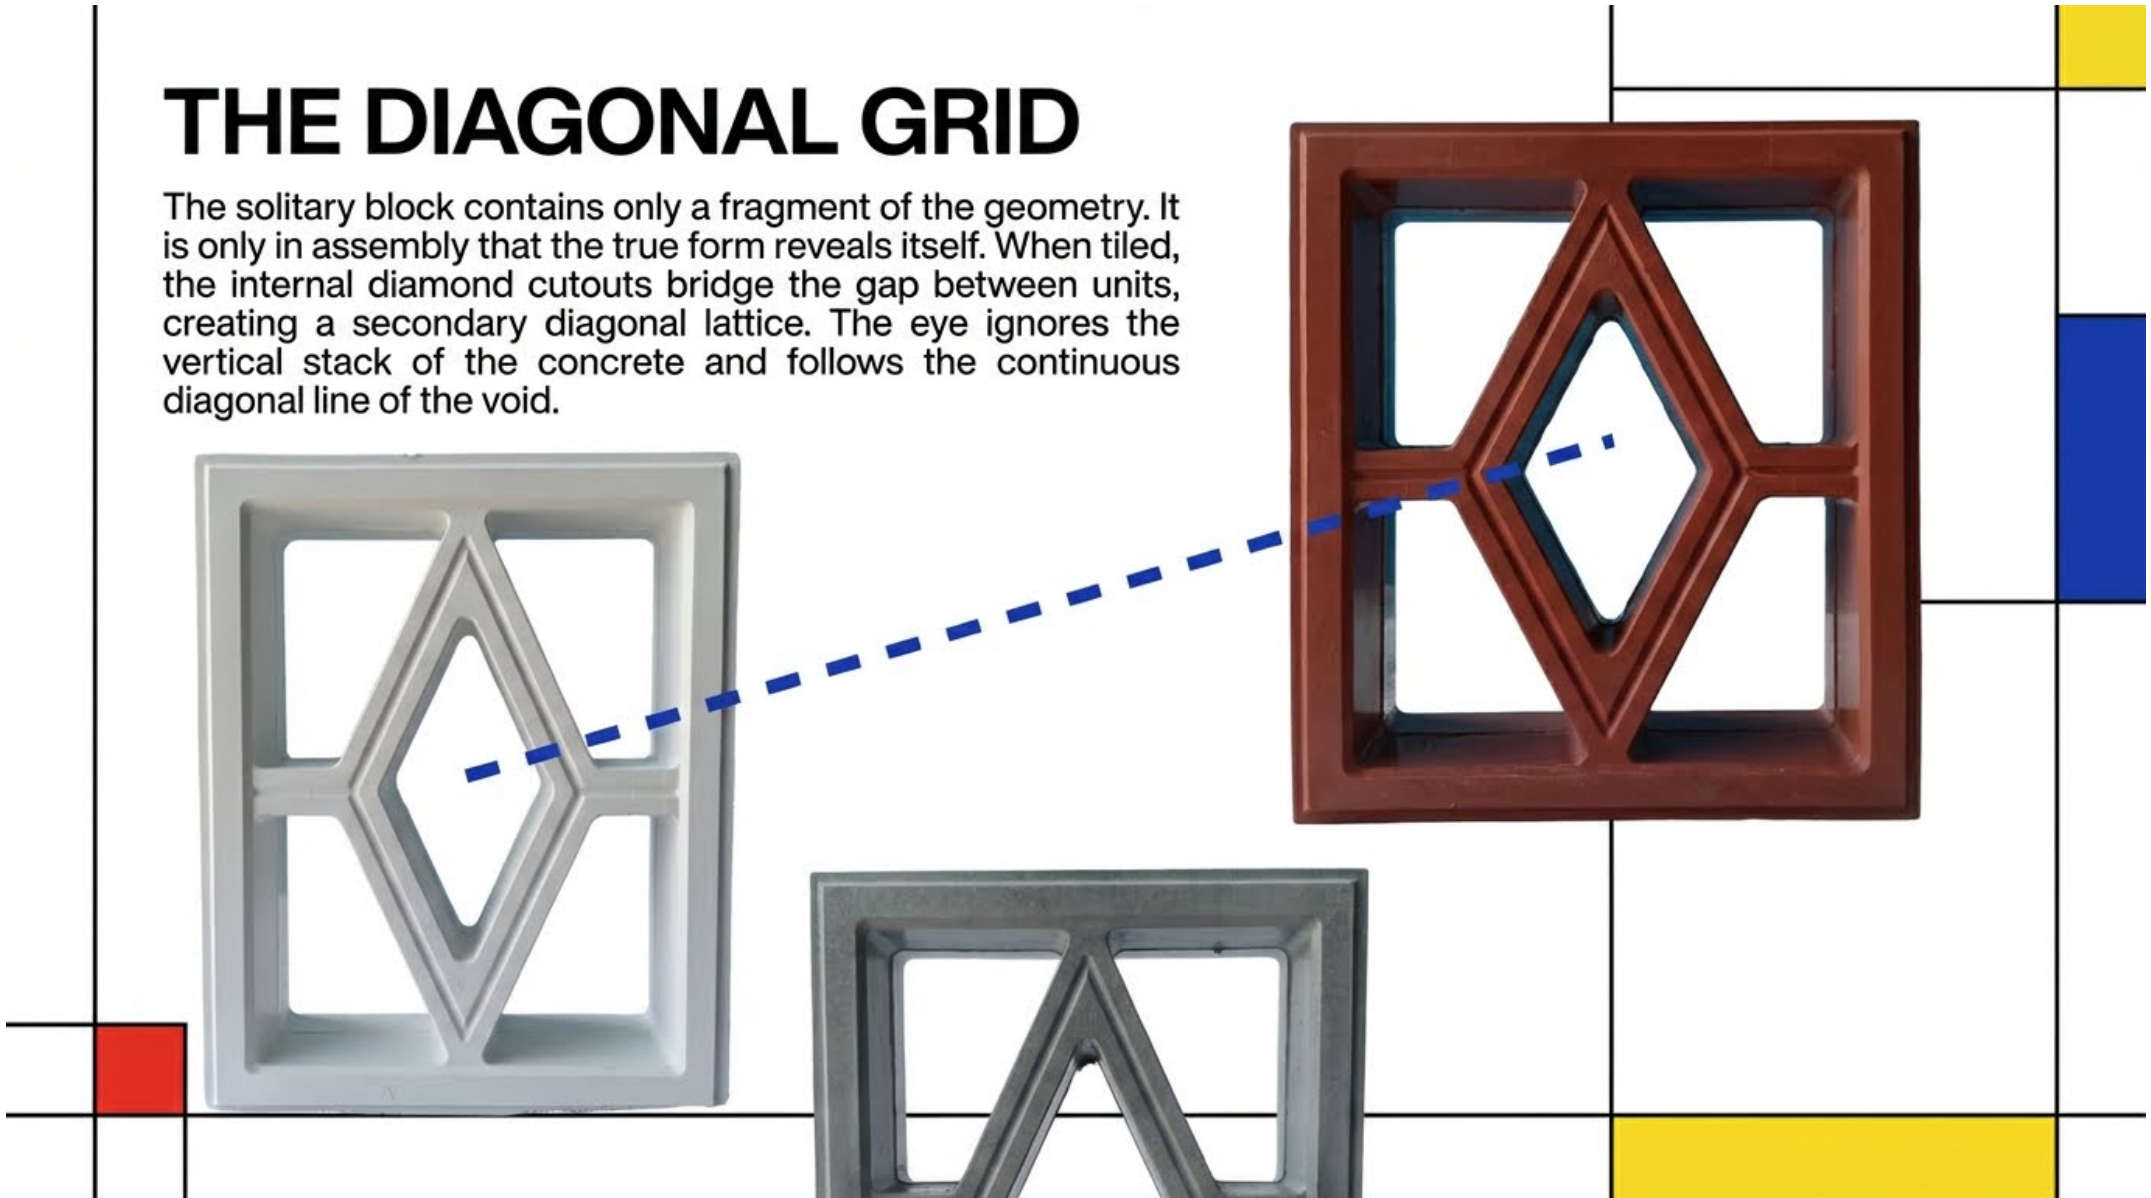 THE DIAGONAL GRID
The solitary block contains only a fragment of the geometry. It
is only in assembly that the true form reveals itself. When tiled,
the internal diamond cutouts bridge the gap between units,
creating a secondary diagonal lattice. The eye ignores the
vertical stack of the concrete and follows the continuous
diagonal line of the void.